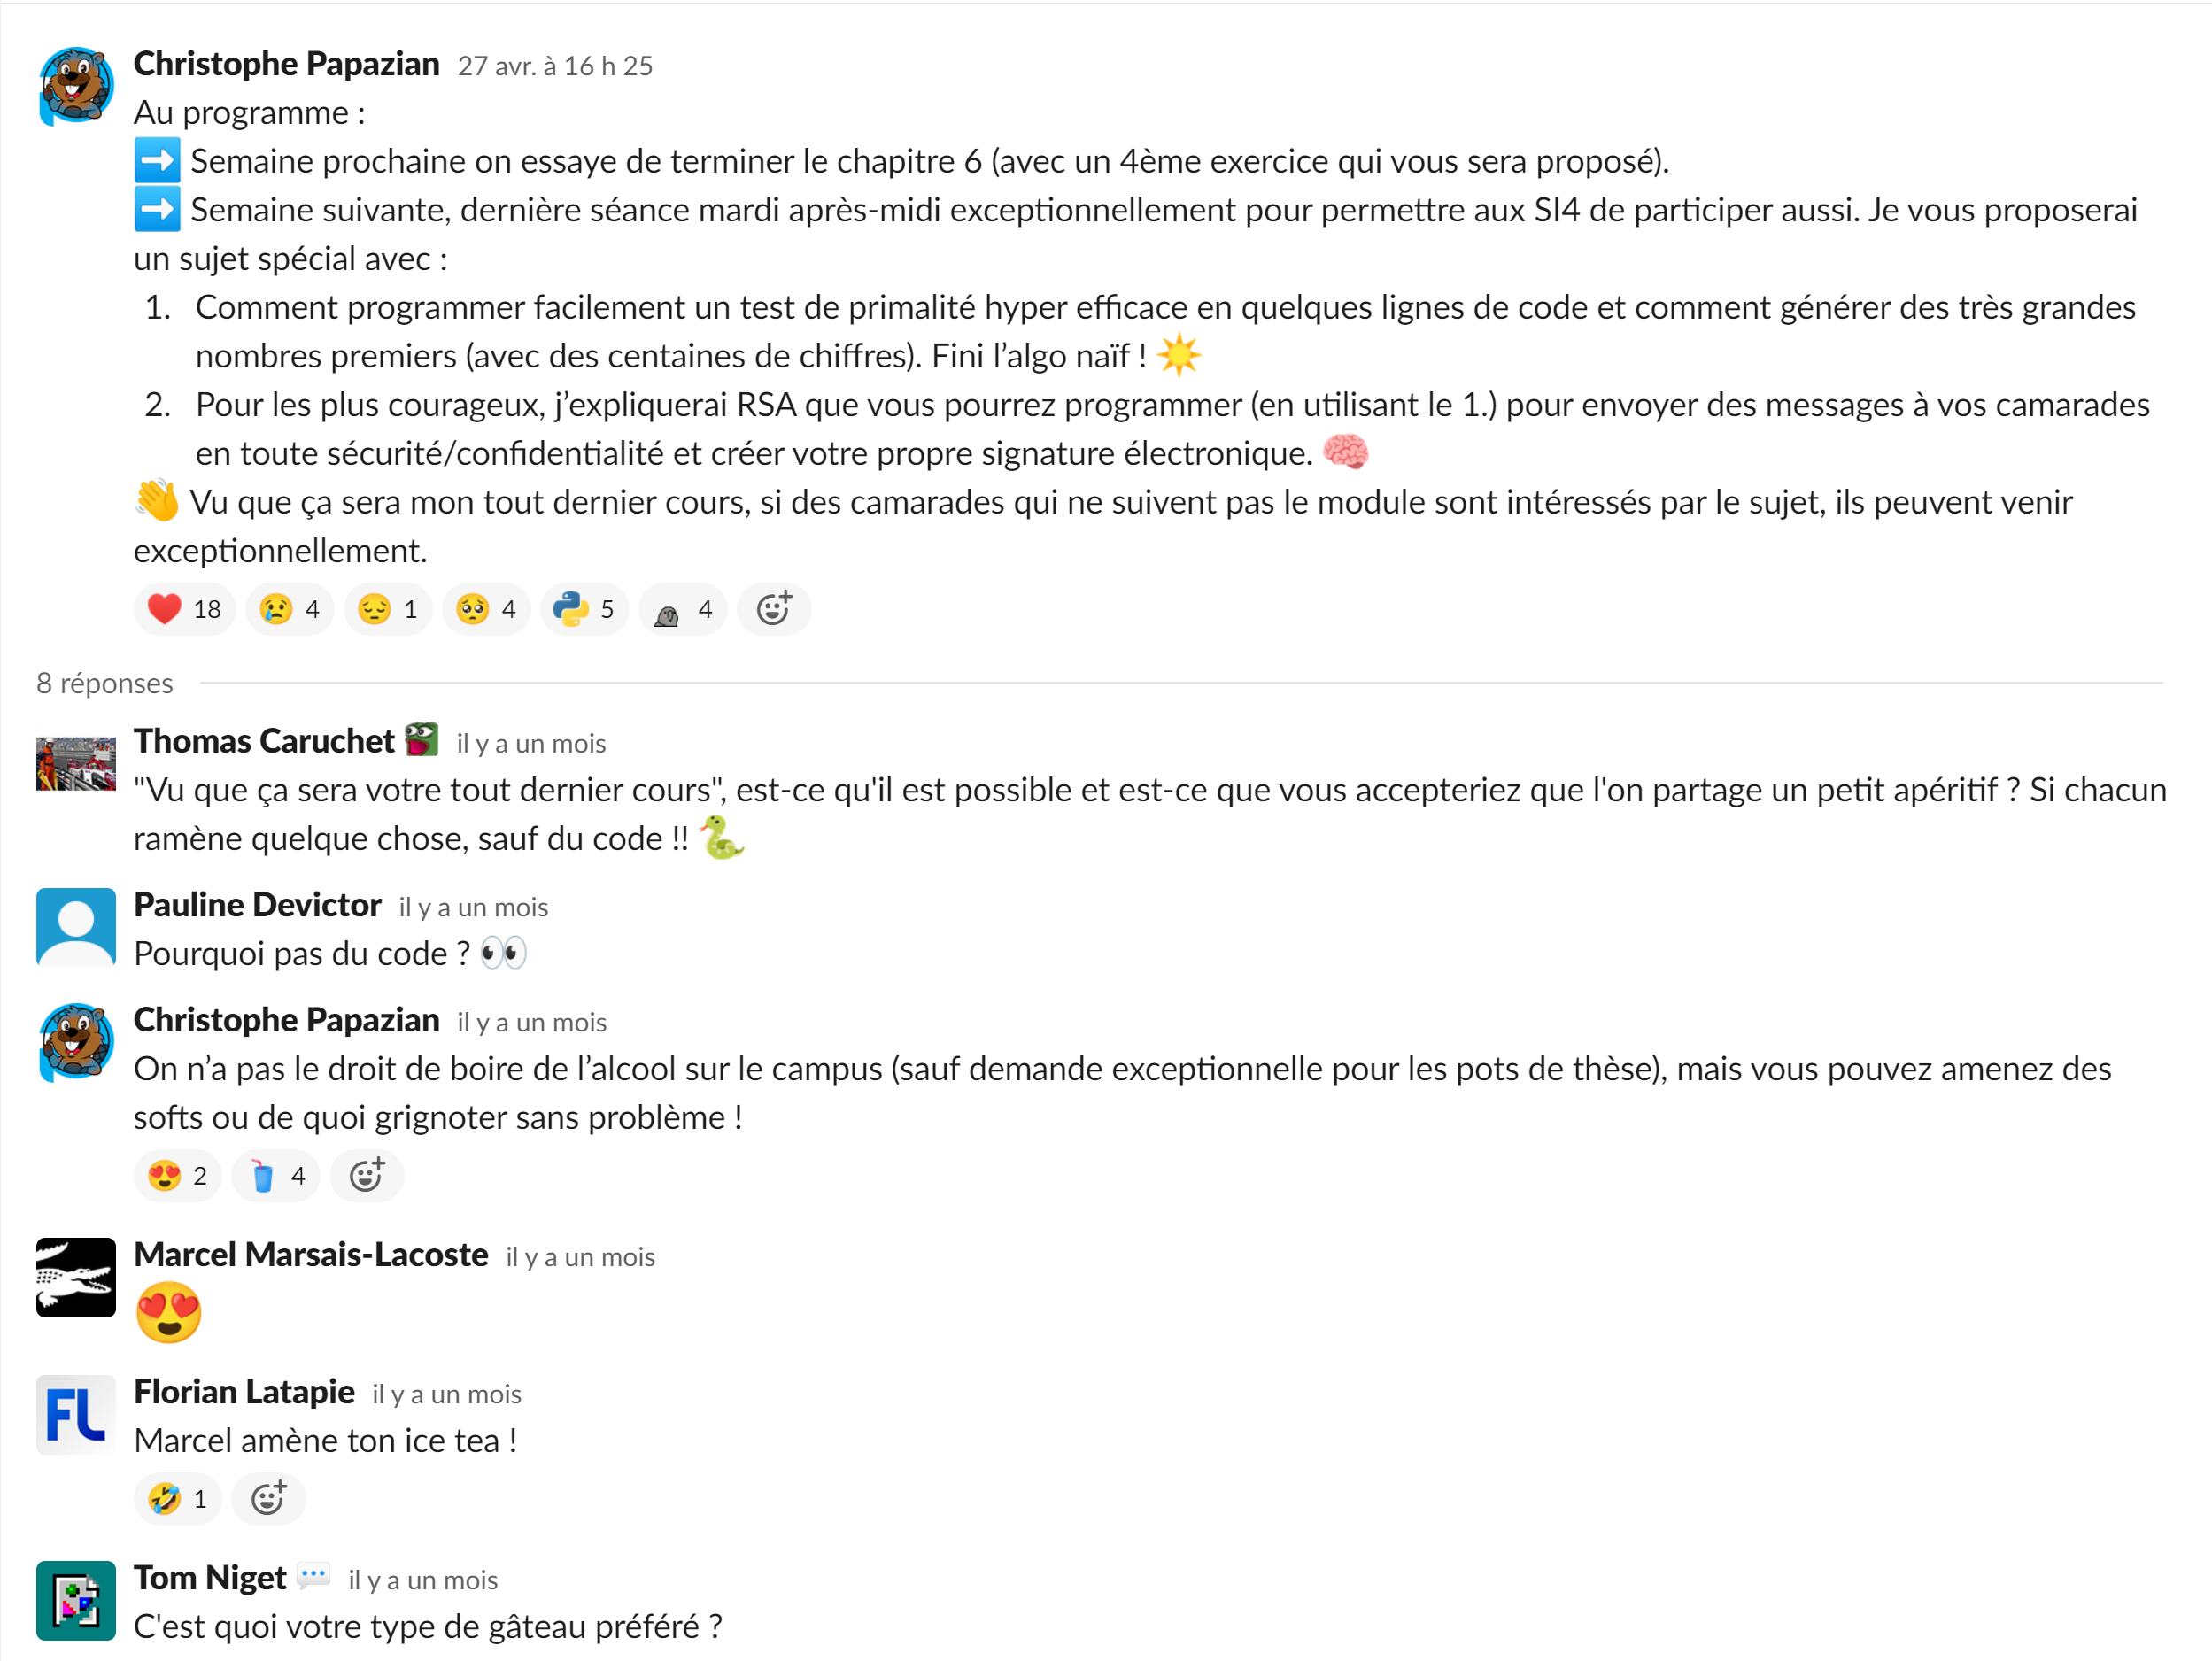 Christophe Papazian 27 avr. à 16 h 25
Au programme :
➡️ Semaine prochaine on essaye de terminer le chapitre 6 (avec un 4ème exercice qui vous sera proposé).
➡️ Semaine suivante, dernière séance mardi après-midi exceptionnellement pour permettre aux SI4 de participer aussi. Je vous proposerai
un sujet spécial avec :
1. Comment programmer facilement un test de primalité hyper efficace en quelques lignes de code et comment générer des très grandes
nombres premiers (avec des centaines de chiffres). Fini l’algo naïf ! ☀️
2. Pour les plus courageux, j’expliquerai RSA que vous pourrez programmer (en utilisant le 1.) pour envoyer des messages à vos camarades
en toute sécurité/confidentialité et créer votre propre signature électronique. 🧠
👋 Vu que ça sera mon tout dernier cours, si des camarades qui ne suivent pas le module sont intéressés par le sujet, ils peuvent venir
exceptionnellement.
❤️ 18 😢 4 😔 1 🥺 4 5 4
8 réponses
Thomas Caruchet il y a un mois
"Vu que ça sera votre tout dernier cours", est-ce qu'il est possible et est-ce que vous accepteriez que l'on partage un petit apéritif ? Si chacun
ramène quelque chose, sauf du code !! 🐍
Pauline Devictor il y a un mois
Pourquoi pas du code ? 👀
Christophe Papazian il y a un mois
On n’a pas le droit de boire de l’alcool sur le campus (sauf demande exceptionnelle pour les pots de thèse), mais vous pouvez amenez des
softs ou de quoi grignoter sans problème !
😍 2 🥤 4
Marcel Marsais-Lacoste il y a un mois
😍
FL
Florian Latapie il y a un mois
Marcel amène ton ice tea !
🤣 1
Tom Niget 💬 il y a un mois
C'est quoi votre type de gâteau préféré ?